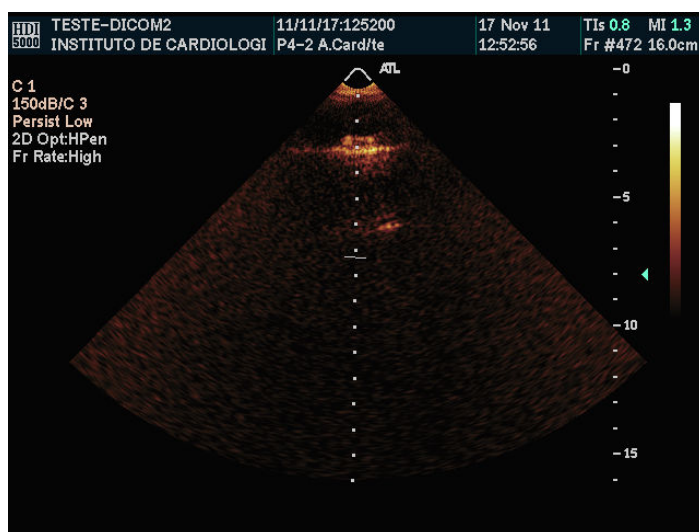 HDI 5000
TESTE-DICOM2 11/11/17:125200 17 Nov 11 TIs 0.8 MI 1.3
INSTITUTO DE CARDIOLOGI P4-2 A.Card/te 12:52:56 Fr #472 16.0cm
ATL
C 1
150dB/C 3
Persist Low
2D Opt:HPen
Fr Rate:High
0
5
10
15